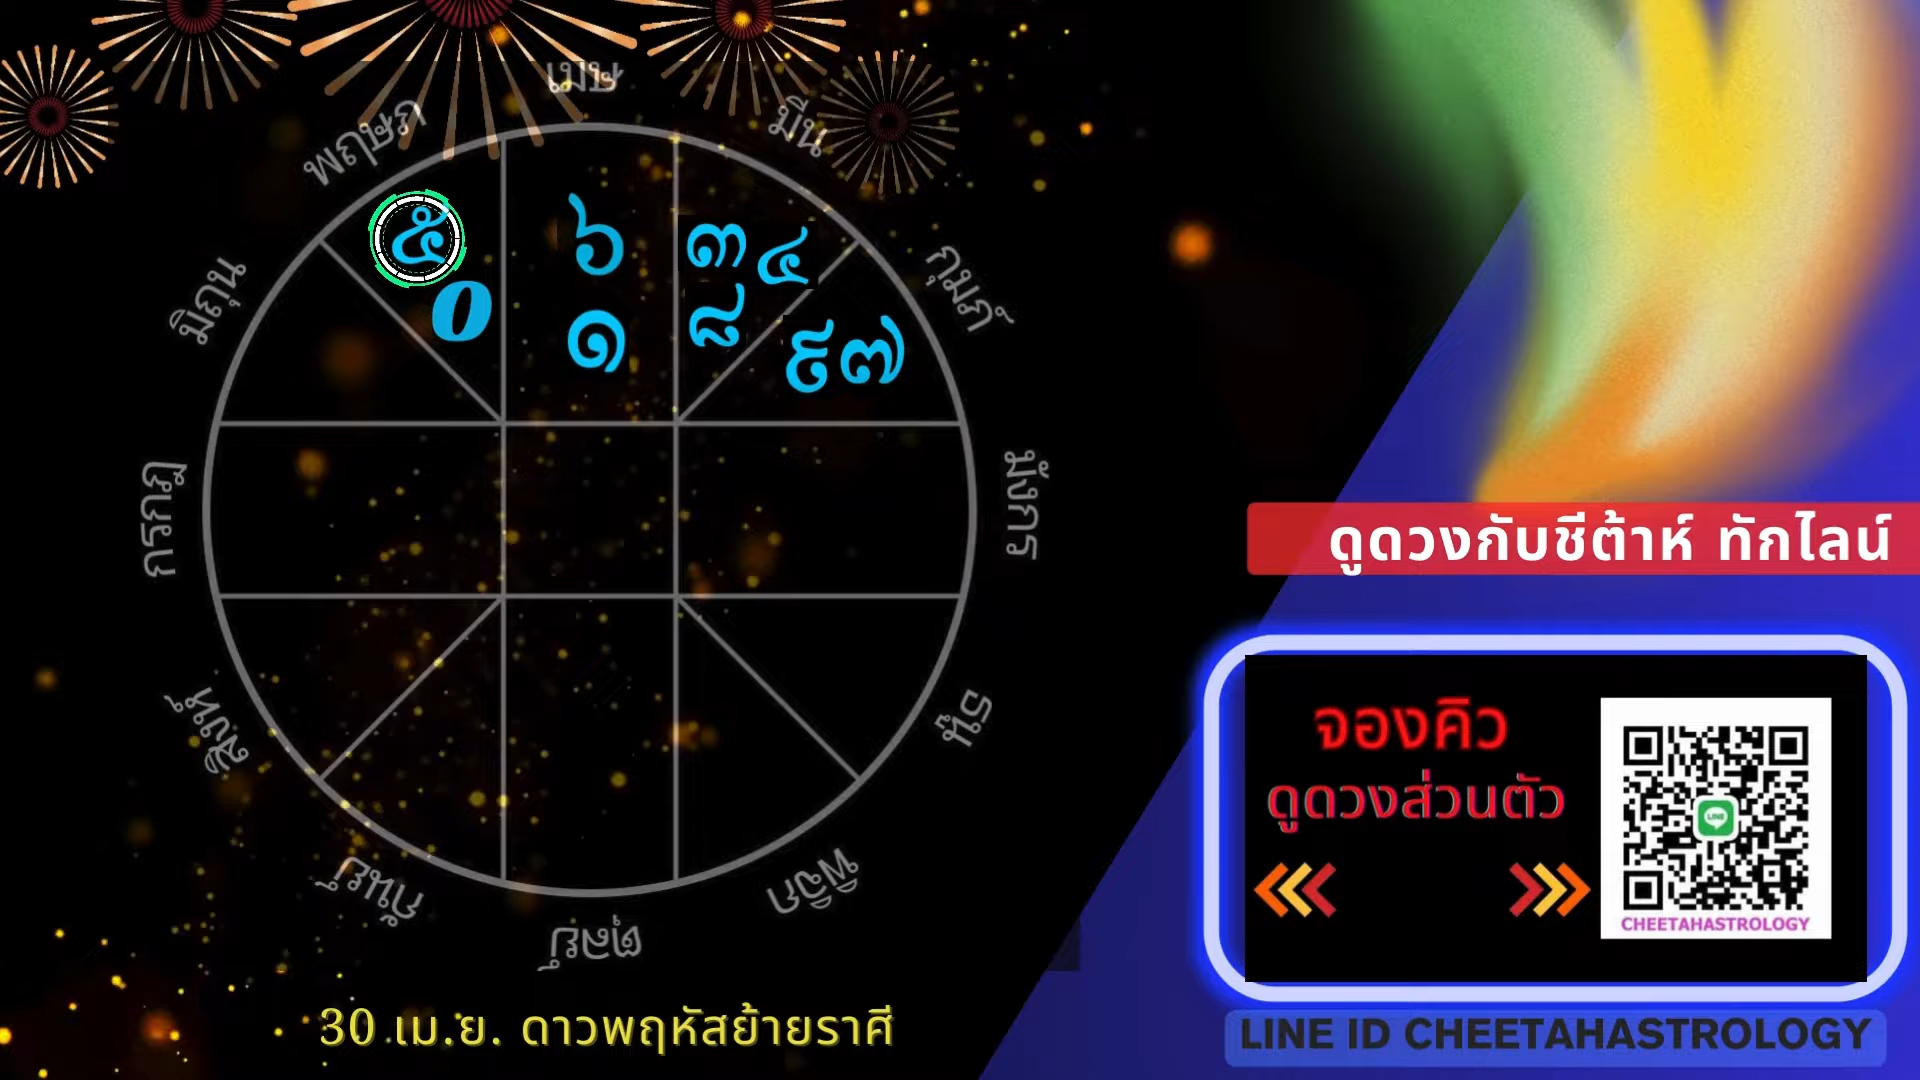 เมษ
มีน
กุมภ์
มังกร
ธนู
พิจิก
ตุลย์
กันย์
สิงห์
กรกฎ
มิถุน
พฤษภ
๕
0
๖
๑
๓ ๔
๘
๙ ๗
30 เม.ย. ดาวพฤหัสย้ายราศี
ดูดวงกับชีต้าห์ ทักไลน์
จองคิว
ดูดวงส่วนตัว
LINE
CHEETAHASTROLOGY
LINE ID CHEETAHASTROLOGY